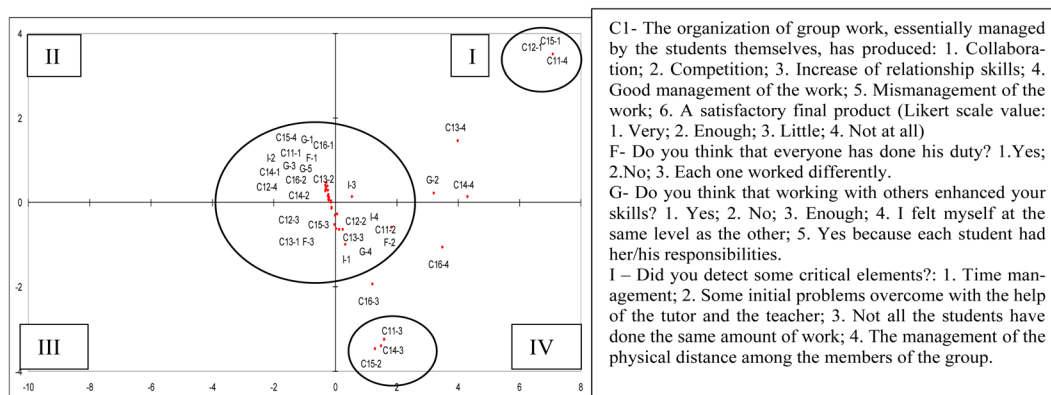 II
I
C15-1
C12-1
C11-4
4
2
0
-2
-4
C13-4
C15-4 G-1
C16-1
C11-1
I-2 F-1
G-3 G-5
C14-1
C16-2 C13-2
C12-4
C14-2
I-3
G-2
C14-4
C12-3
C15-3
C12-2 I-4
C11-2
C13-1 F-3
C13-3
F-2
G-4
I-1
C16-4
C16-3
III
C11-3
C14-3
C15-2
IV
-10 -8 -6 -4 -2 0 2 4 6 8
C1- The organization of group work, essentially managed
by the students themselves, has produced: 1. Collabora-
tion; 2. Competition; 3. Increase of relationship skills; 4.
Good management of the work; 5. Mismanagement of the
work; 6. A satisfactory final product (Likert scale value:
1. Very; 2. Enough; 3. Little; 4. Not at all)
F- Do you think that everyone has done his duty? 1.Yes;
2.No; 3. Each one worked differently.
G- Do you think that working with others enhanced your
skills? 1. Yes; 2. No; 3. Enough; 4. I felt myself at the
same level as the other; 5. Yes because each student had
her/his responsibilities.
I – Did you detect some critical elements?: 1. Time man-
agement; 2. Some initial problems overcome with the help
of the tutor and the teacher; 3. Not all the students have
done the same amount of work; 4. The management of the
physical distance among the members of the group.